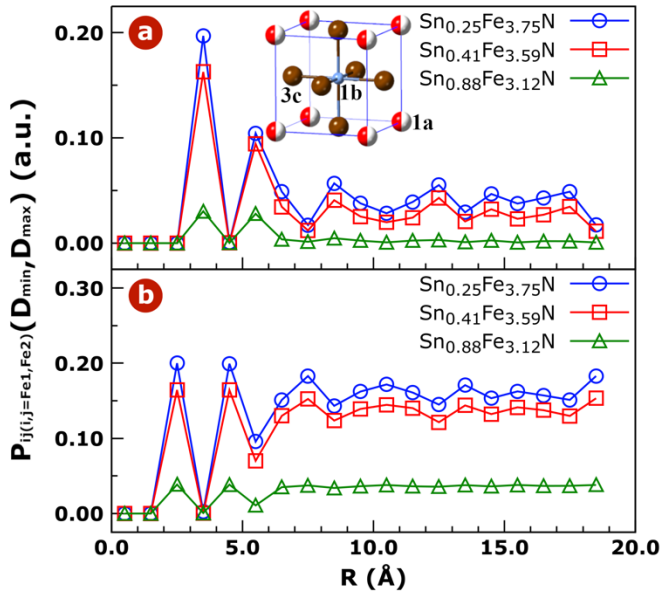 0.20
0.10
0.00
a
Sn0.25Fe3.75N
Sn0.41Fe3.59N
Sn0.88Fe3.12N
3c
1b
1a
0.30
0.20
0.10
0.00
b
Sn0.25Fe3.75N
Sn0.41Fe3.59N
Sn0.88Fe3.12N
0.0 5.0 10.0 15.0 20.0
R (Å)
Pij(i,j=Fe1,Fe2)(Dmin,Dmax) (a.u.)